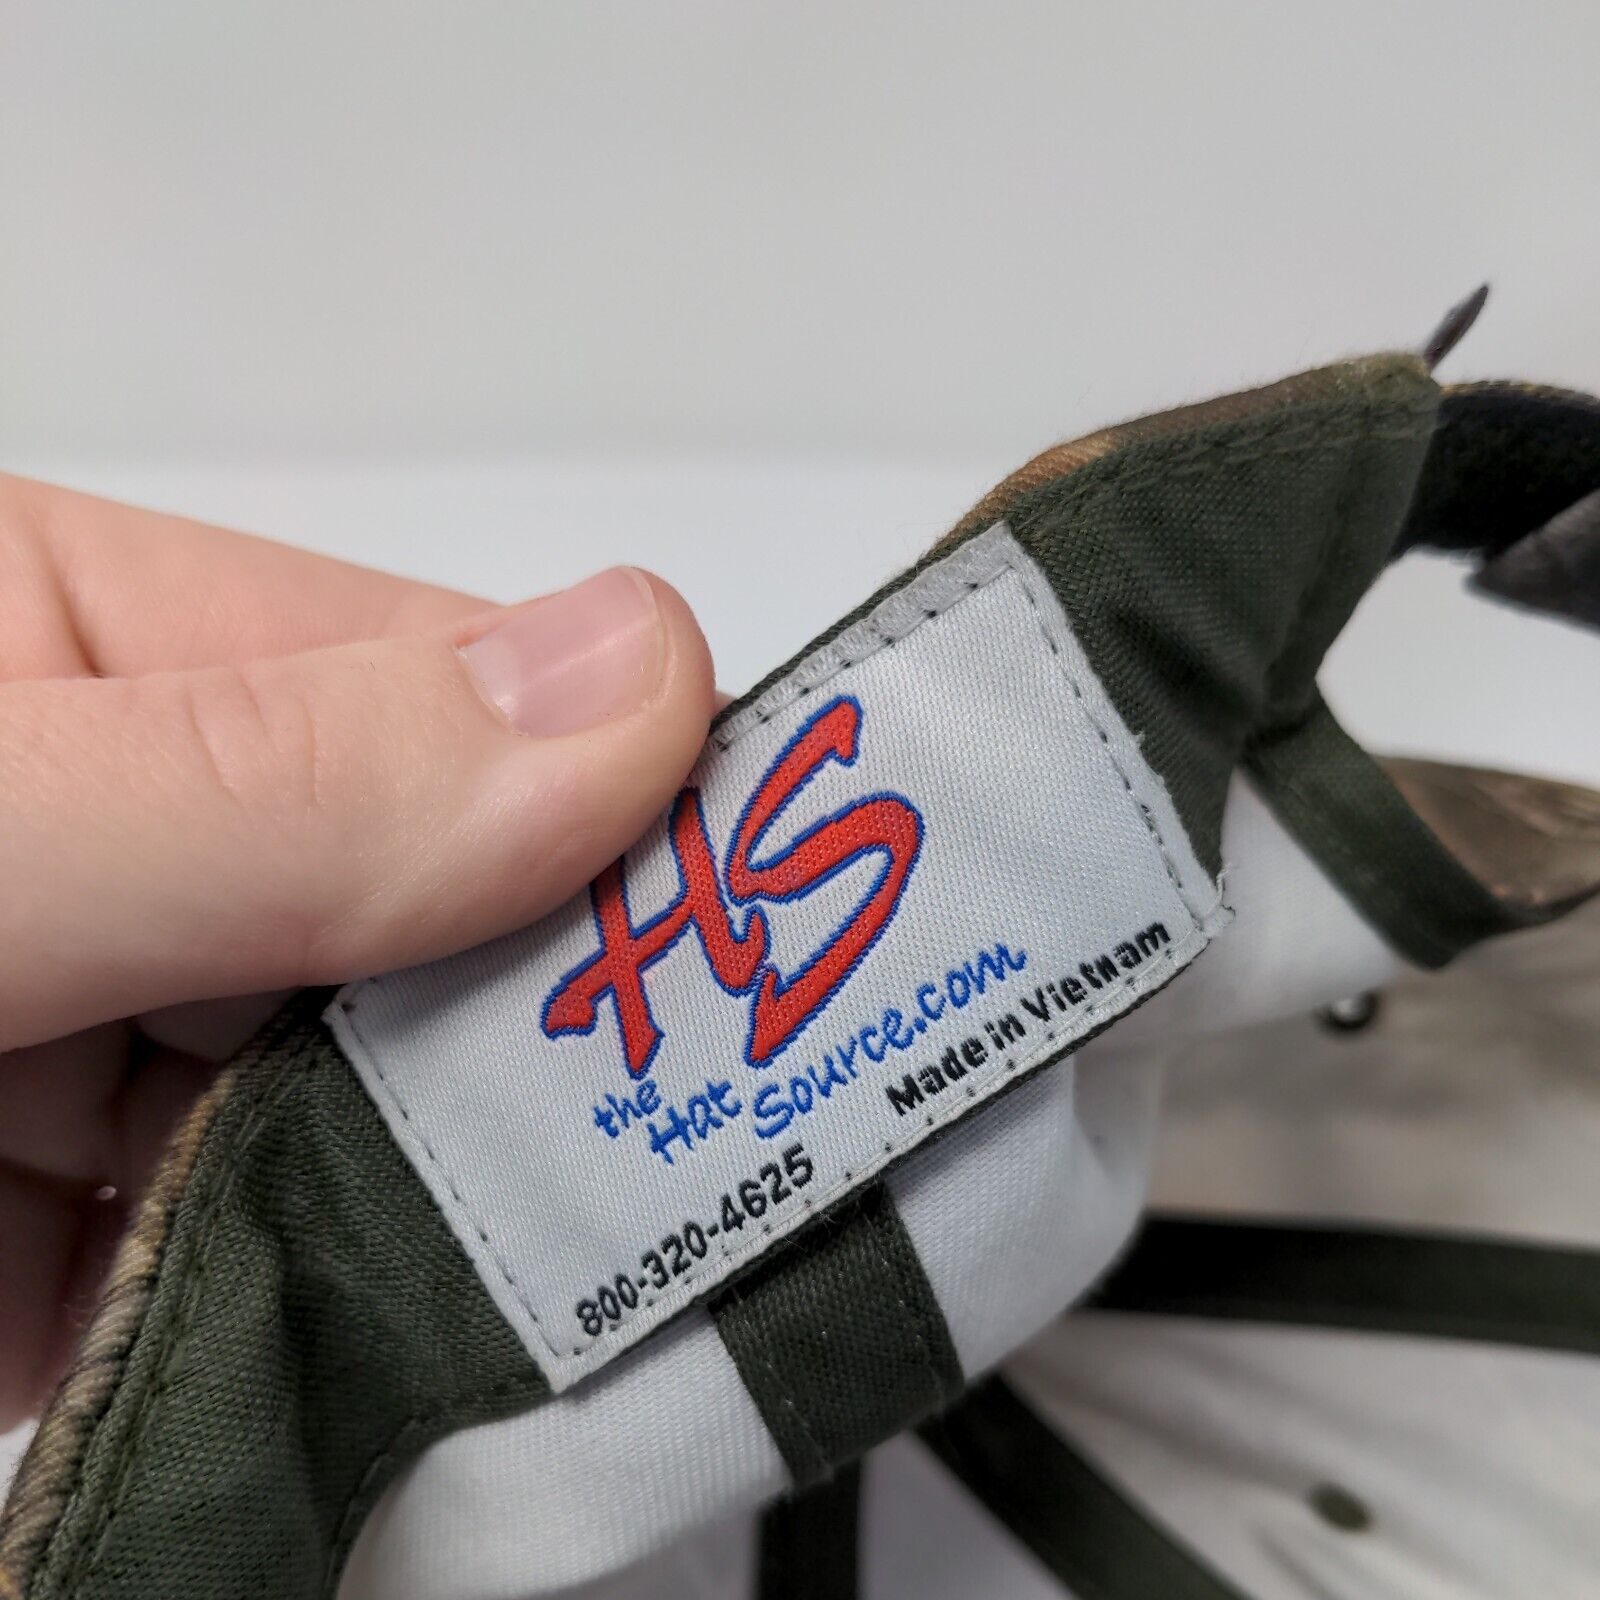 HS
the Hat Source.com
Made in Vietnam
800-320-4625